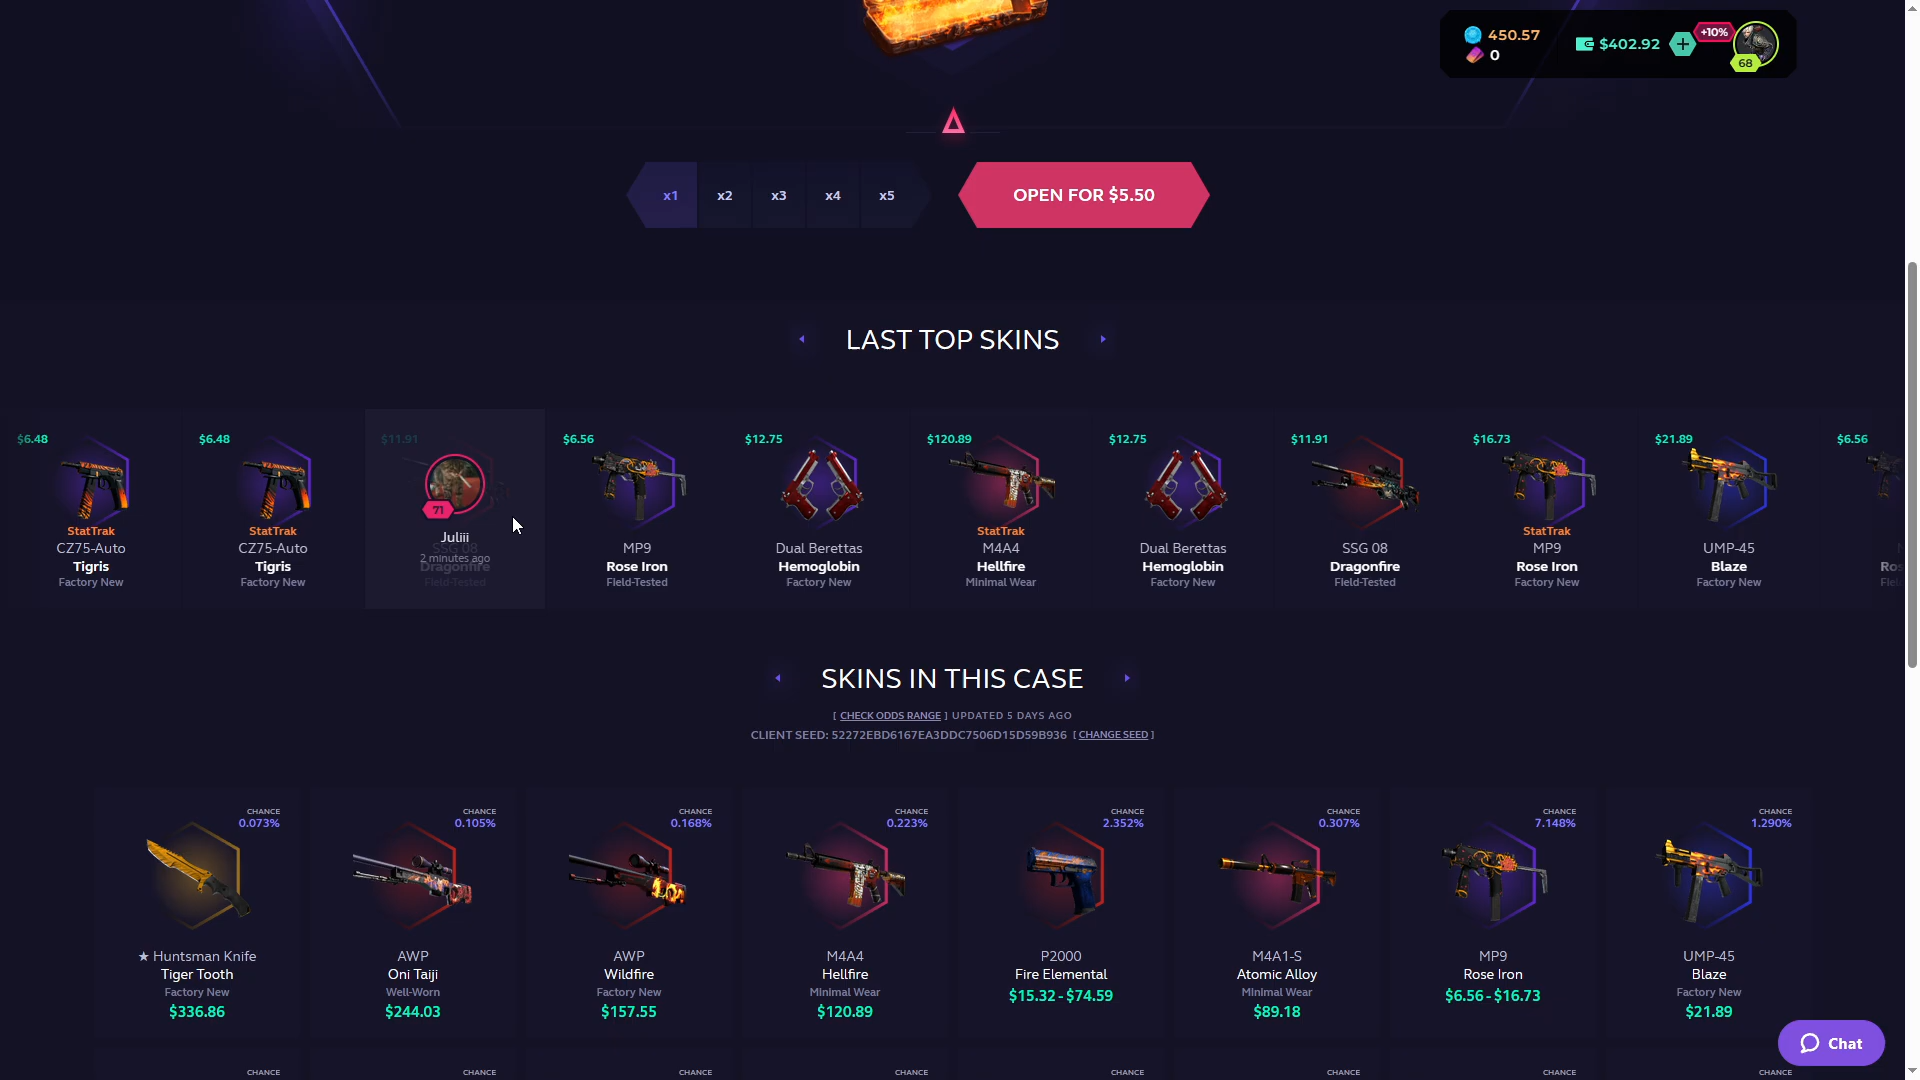 450.57
0
$402.92
+10%
68
x1
x2
x3
x4
x5
OPEN FOR $5.50
LAST TOP SKINS
$6.48
StatTrak
CZ75-Auto
Tigris
Factory New
$6.48
StatTrak
CZ75-Auto
Tigris
Factory New
$11.91
71
Juliii
SSG 08
2 minutes ago
Dragonfire
Field-Tested
$6.56
MP9
Rose Iron
Field-Tested
$12.75
Dual Berettas
Hemoglobin
Factory New
$120.89
StatTrak
M4A4
Hellfire
Minimal Wear
$12.75
Dual Berettas
Hemoglobin
Factory New
$11.91
SSG 08
Dragonfire
Field-Tested
$16.73
StatTrak
MP9
Rose Iron
Factory New
$21.89
UMP-45
Blaze
Factory New
$6.56
SKINS IN THIS CASE
[ CHECK ODDS RANGE ] UPDATED 5 DAYS AGO
CLIENT SEED: 52272EBD6167EA3DDC7506D15D59B936 [ CHANGE SEED ]
CHANCE
0.073%
★ Huntsman Knife
Tiger Tooth
Factory New
$336.86
CHANCE
0.105%
AWP
Oni Taiji
Well-Worn
$244.03
CHANCE
0.168%
AWP
Wildfire
Factory New
$157.55
CHANCE
0.223%
M4A4
Hellfire
Minimal Wear
$120.89
CHANCE
2.352%
P2000
Fire Elemental
$15.32 - $74.59
CHANCE
0.307%
M4A1-S
Atomic Alloy
Minimal Wear
$89.18
CHANCE
7.148%
MP9
Rose Iron
$6.56 - $16.73
CHANCE
1.290%
UMP-45
Blaze
Factory New
$21.89
Chat
CHANCE
CHANCE
CHANCE
CHANCE
CHANCE
CHANCE
CHANCE
CHANCE